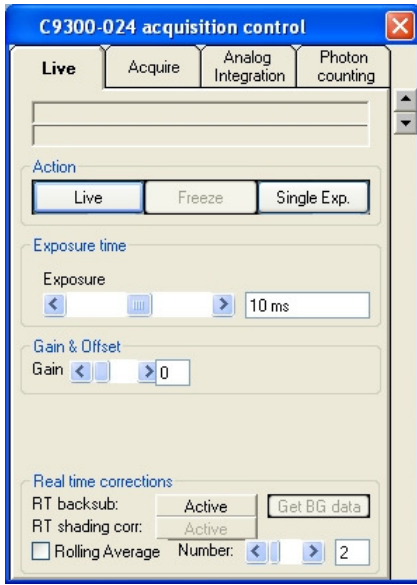 C9300-024 acquisition control
Live Acquire Analog Integration Photon counting
Action
Live Freeze Single Exp.
Exposure time
Exposure
10 ms
Gain & Offset
Gain 0
Real time corrections
RT backsub: Active Get BG data
RT shading corr: Active
Rolling Average Number: 2